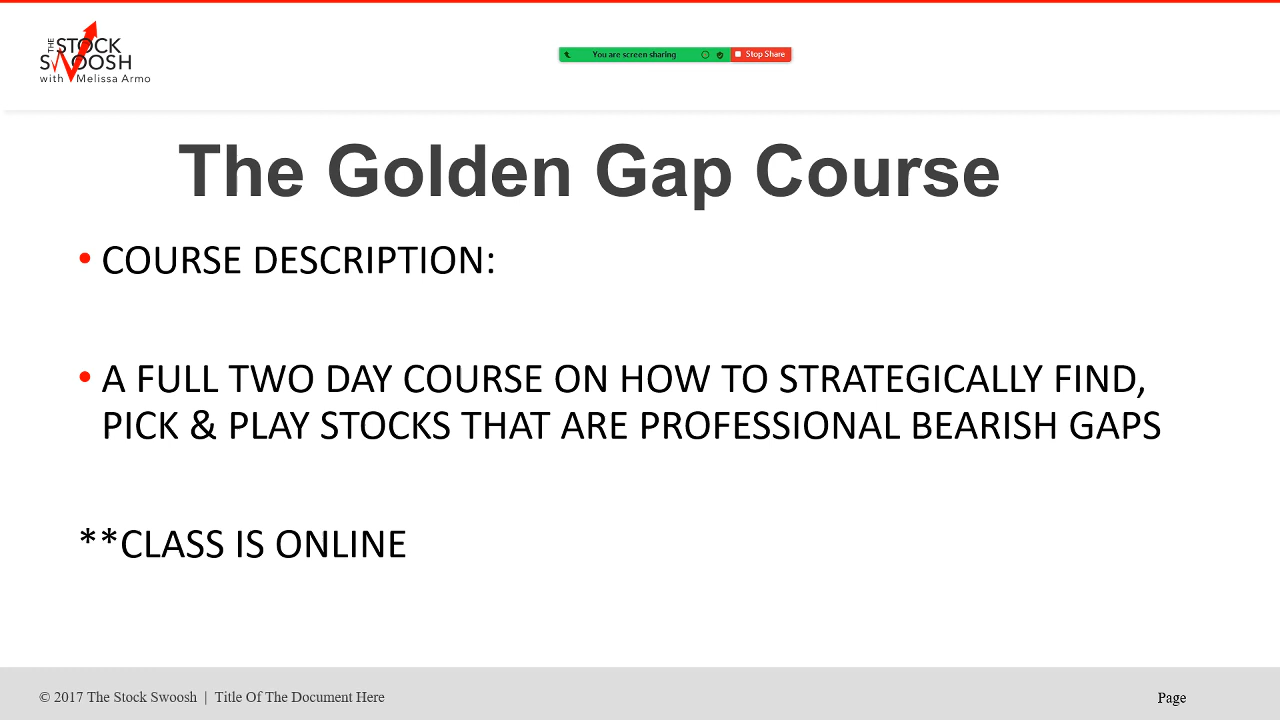 THE
STOCK
SWOOSH
with Melissa Armo
You are screen sharing
Stop Share
The Golden Gap Course
• COURSE DESCRIPTION:
• A FULL TWO DAY COURSE ON HOW TO STRATEGICALLY FIND,
PICK & PLAY STOCKS THAT ARE PROFESSIONAL BEARISH GAPS
**CLASS IS ONLINE
© 2017 The Stock Swoosh | Title Of The Document Here
Page